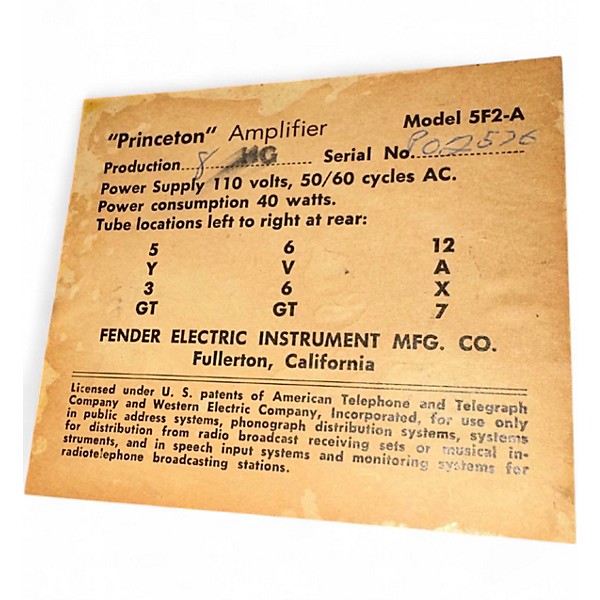 "Princeton" Amplifier Model 5F2-A
Production 8 HG Serial No. P02526
Power Supply 110 volts, 50/60 cycles AC.
Power consumption 40 watts.
Tube locations left to right at rear:
5 6 12
Y V A
3 6 X
GT GT 7
FENDER ELECTRIC INSTRUMENT MFG. CO.
Fullerton, California
Licensed under U. S. patents of American Telephone and Telegraph
Company and Western Electric Company, Incorporated, for use only
in public address systems, phonograph distribution systems, systems
for distribution from radio broadcast receiving sets or musical in-
struments, and in speech input systems and monitoring systems for
radiotelephone broadcasting stations.